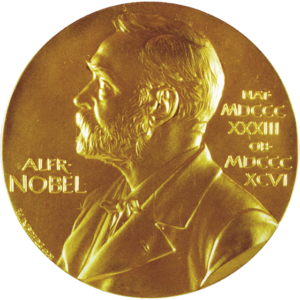 ALFR·
NOBEL
NAT·
MDCCC
XXXIII
OB·
MDCCC
XCVI